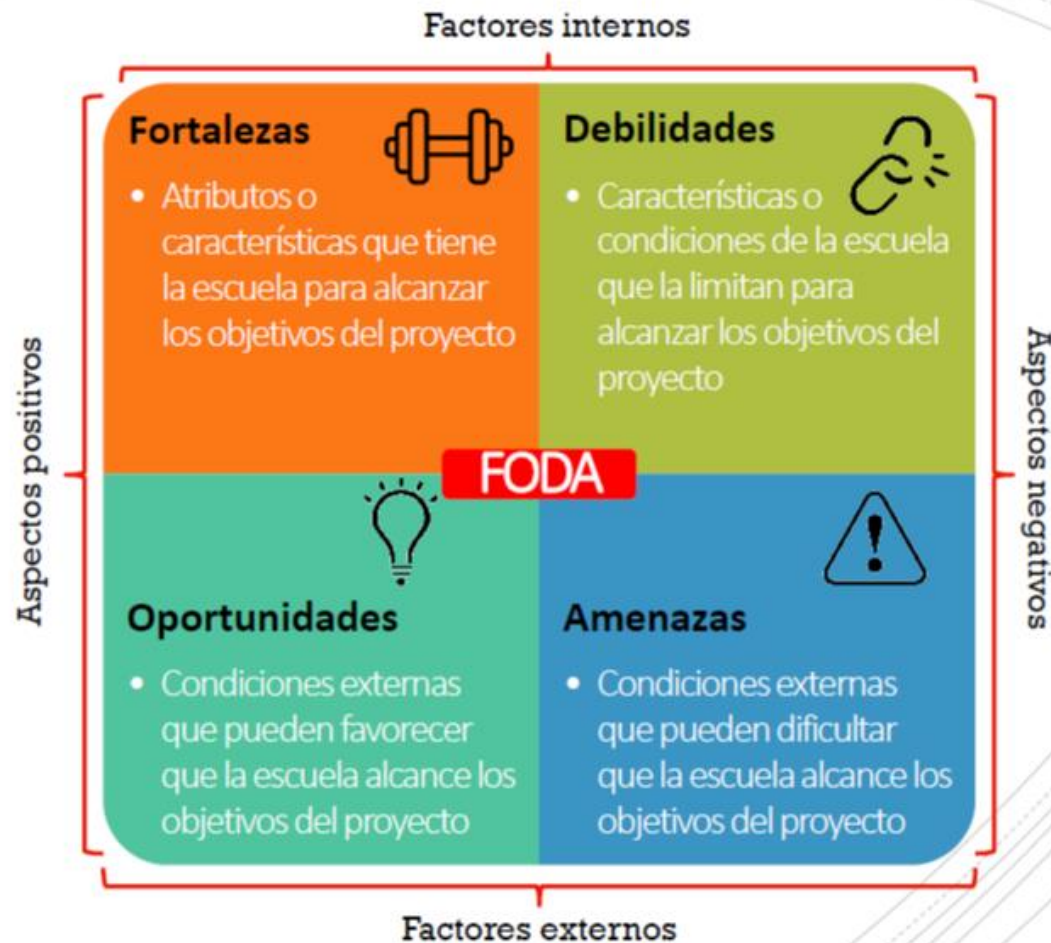 Factores internos
Fortalezas
• Atributos o
características que tiene
la escuela para alcanzar
los objetivos del proyecto
Debilidades
• Características o
condiciones de la escuela
que la limitan para
alcanzar los objetivos del
proyecto
Aspectos positivos
FODA
Aspectos negativos
Oportunidades
• Condiciones externas
que pueden favorecer
que la escuela alcance los
objetivos del proyecto
Amenazas
• Condiciones externas
que pueden dificultar
que la escuela alcance los
objetivos del proyecto
Factores externos